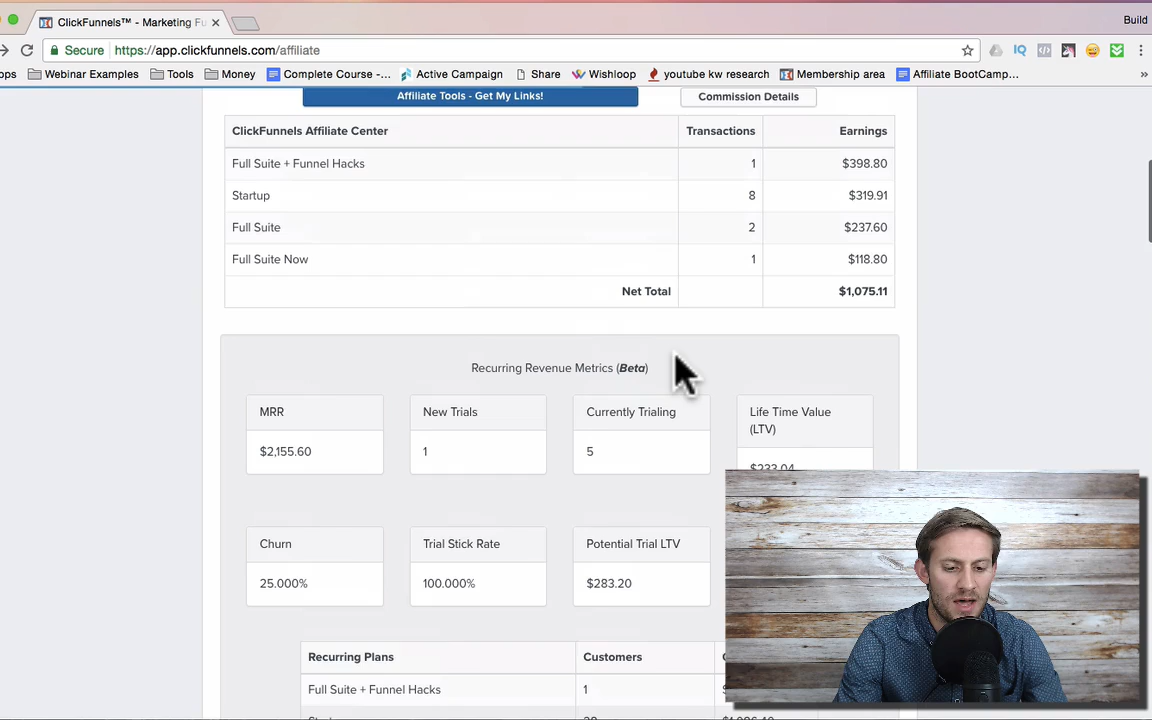 ClickFunnels™ - Marketing Fu
Build
Secure https://app.clickfunnels.com/affiliate
IQ
ops Webinar Examples Tools Money Complete Course -... Active Campaign Share Wishloop youtube kw research Membership area Affiliate BootCamp... »
Affiliate Tools - Get My Links! Commission Details
ClickFunnels Affiliate Center Transactions Earnings
Full Suite + Funnel Hacks 1 $398.80
Startup 8 $319.91
Full Suite 2 $237.60
Full Suite Now 1 $118.80
Net Total $1,075.11
Recurring Revenue Metrics (Beta)
MRR New Trials Currently Trialing Life Time Value (LTV)
$2,155.60 1 5 $233.04
Churn Trial Stick Rate Potential Trial LTV
25.000% 100.000% $283.20
Recurring Plans Customers
Full Suite + Funnel Hacks 1